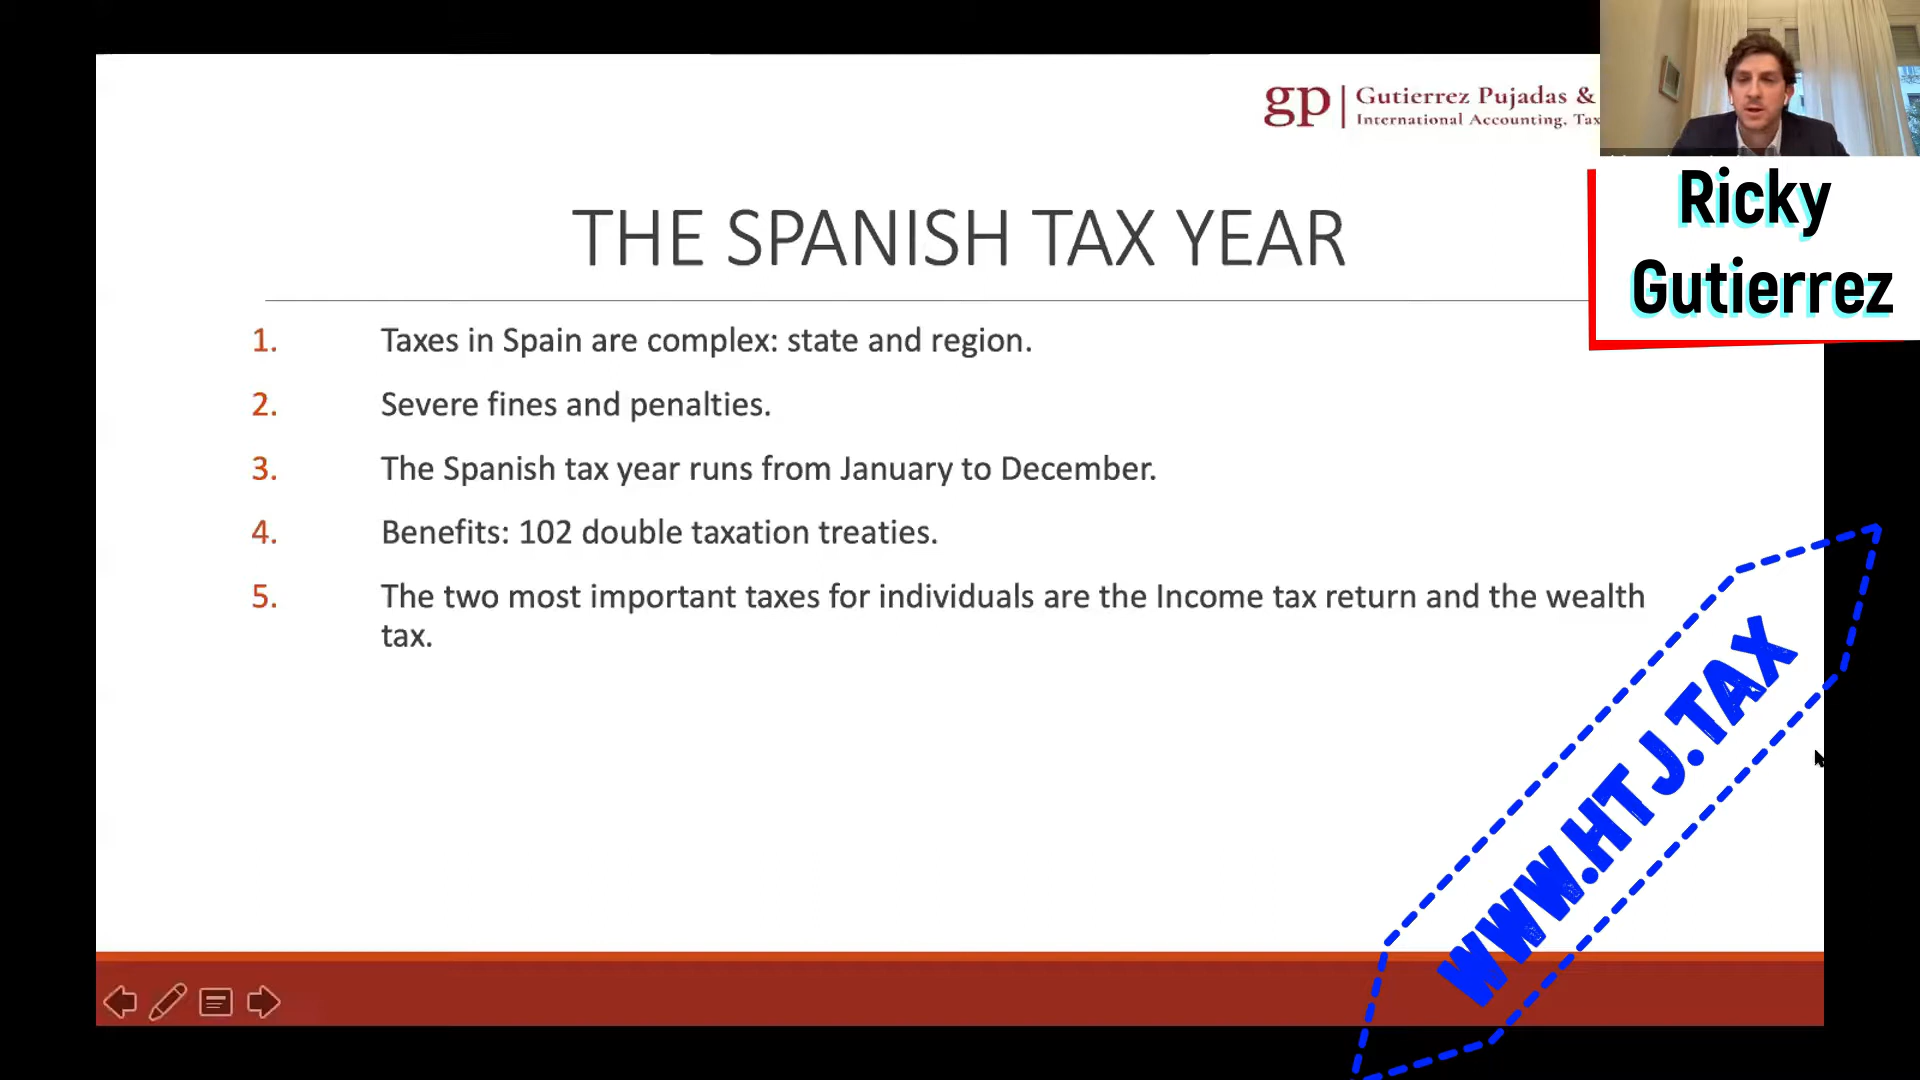 gp
Gutierrez Pujadas &
International Accounting, Tax
Ricky
Gutierrez
THE SPANISH TAX YEAR
1. Taxes in Spain are complex: state and region.
2. Severe fines and penalties.
3. The Spanish tax year runs from January to December.
4. Benefits: 102 double taxation treaties.
5. The two most important taxes for individuals are the Income tax return and the wealth
tax.
WWW.HTJ.TAX